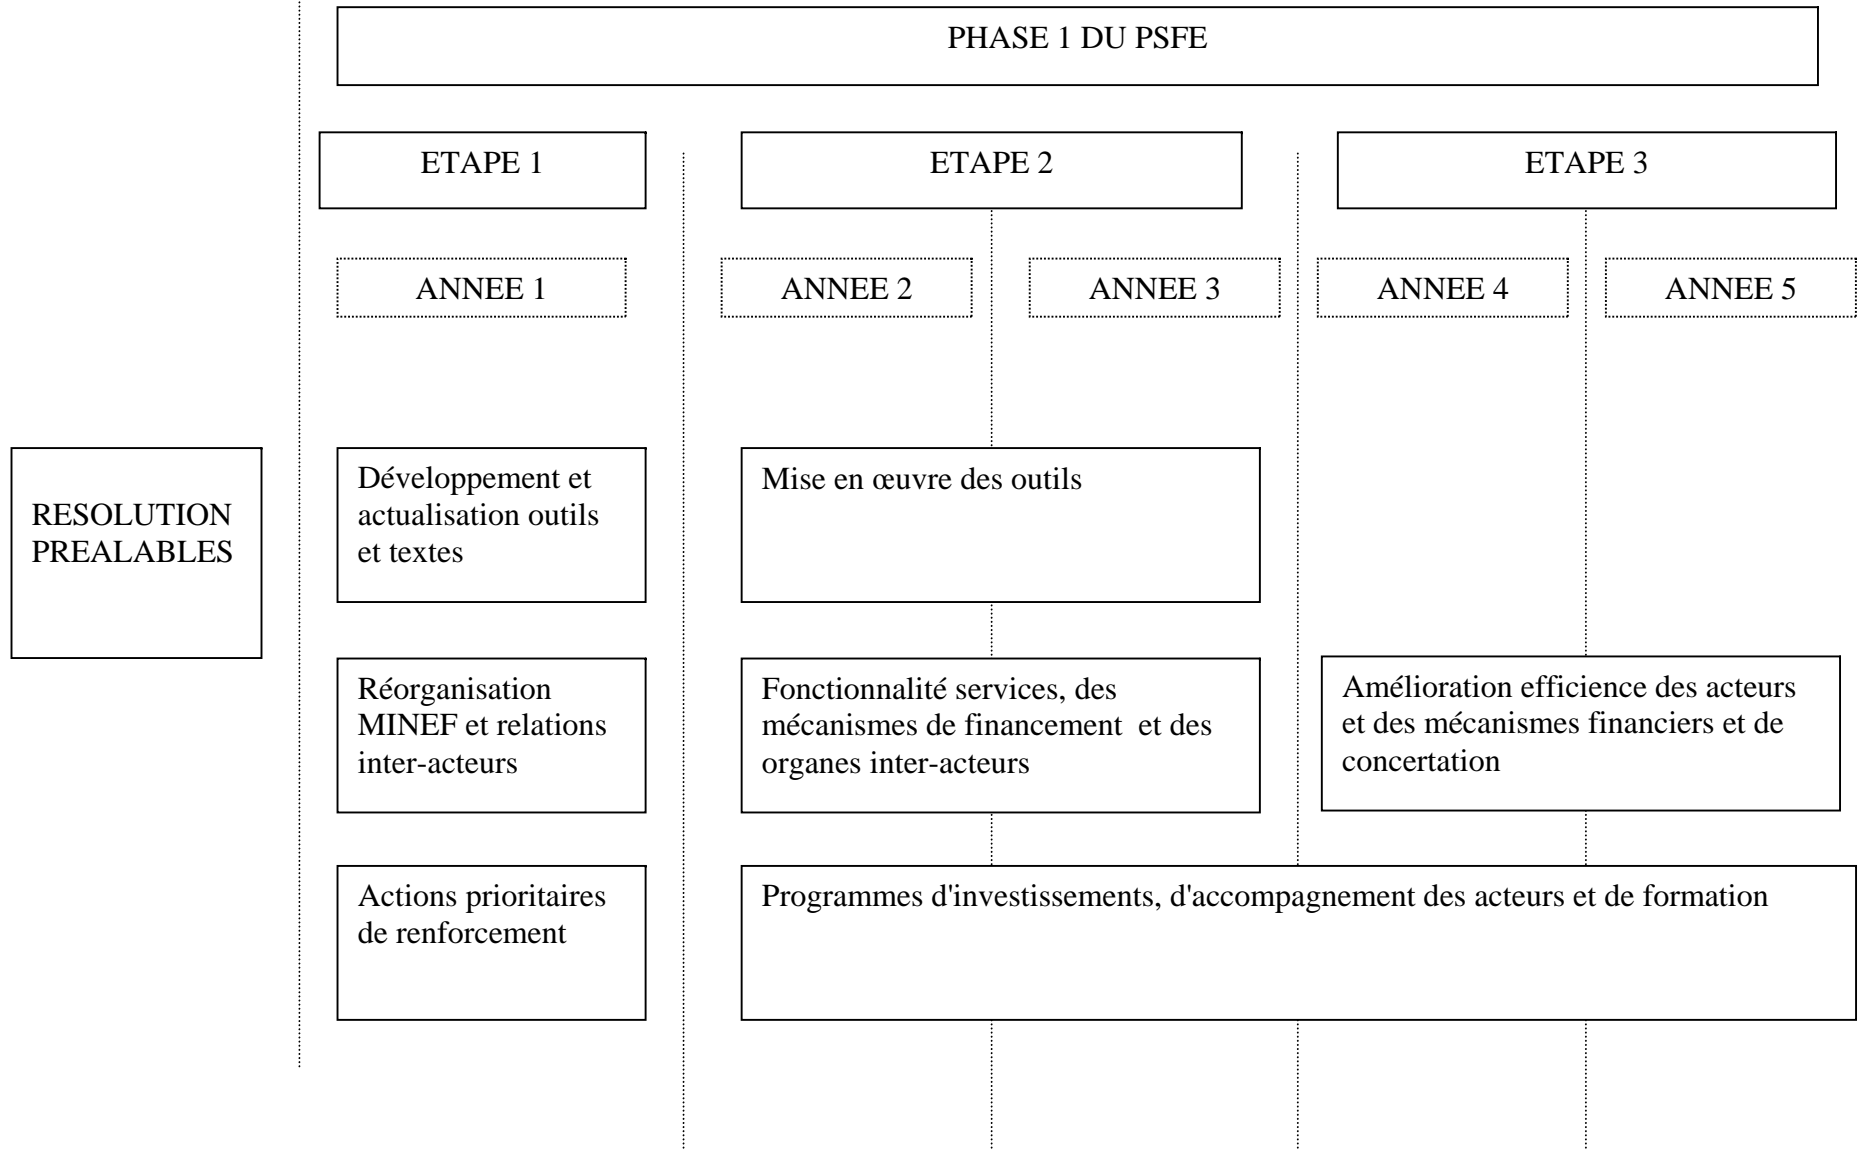 PHASE 1 DU PSFE
ETAPE 1
ETAPE 2
ETAPE 3
ANNEE 1
ANNEE 2
ANNEE 3
ANNEE 4
ANNEE 5
RESOLUTION
PREALABLES
Développement et
actualisation outils
et textes
Mise en œuvre des outils
Réorganisation
MINEF et relations
inter-acteurs
Fonctionnalité services, des
mécanismes de financement  et des
organes inter-acteurs
Amélioration efficience des acteurs
et des mécanismes financiers et de
concertation
Actions prioritaires
de renforcement
Programmes d'investissements, d'accompagnement des acteurs et de formation